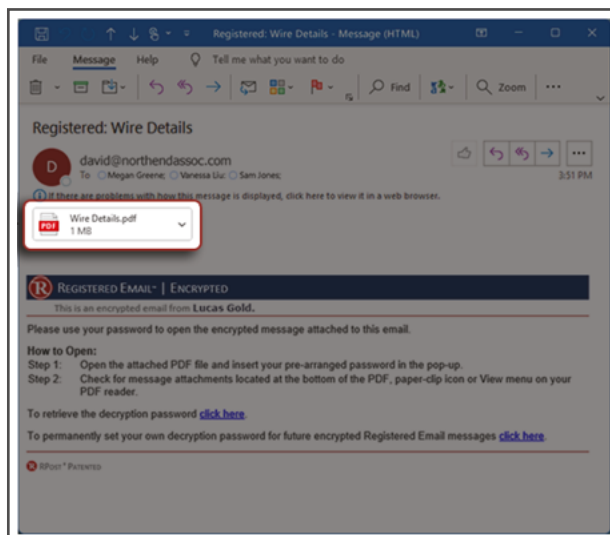 Registered: Wire Details - Message (HTML)
File Message Help Tell me what you want to do
Find Zoom
Registered: Wire Details
D
david@northendassoc.com
To Megan Greene; Vanessa Liu; Sam Jones;
3:51 PM
If there are problems with how this message is displayed, click here to view it in a web browser.
PDF
Wire Details.pdf
1 MB
R REGISTERED EMAIL™ | ENCRYPTED
This is an encrypted email from Lucas Gold.
Please use your password to open the encrypted message attached to this email.
How to Open:
Step 1: Open the attached PDF file and insert your pre-arranged password in the pop-up.
Step 2: Check for message attachments located at the bottom of the PDF, paper-clip icon or View menu on your
PDF reader.
To retrieve the decryption password click here.
To permanently set your own decryption password for future encrypted Registered Email messages click here.
RPOST® PATENTED